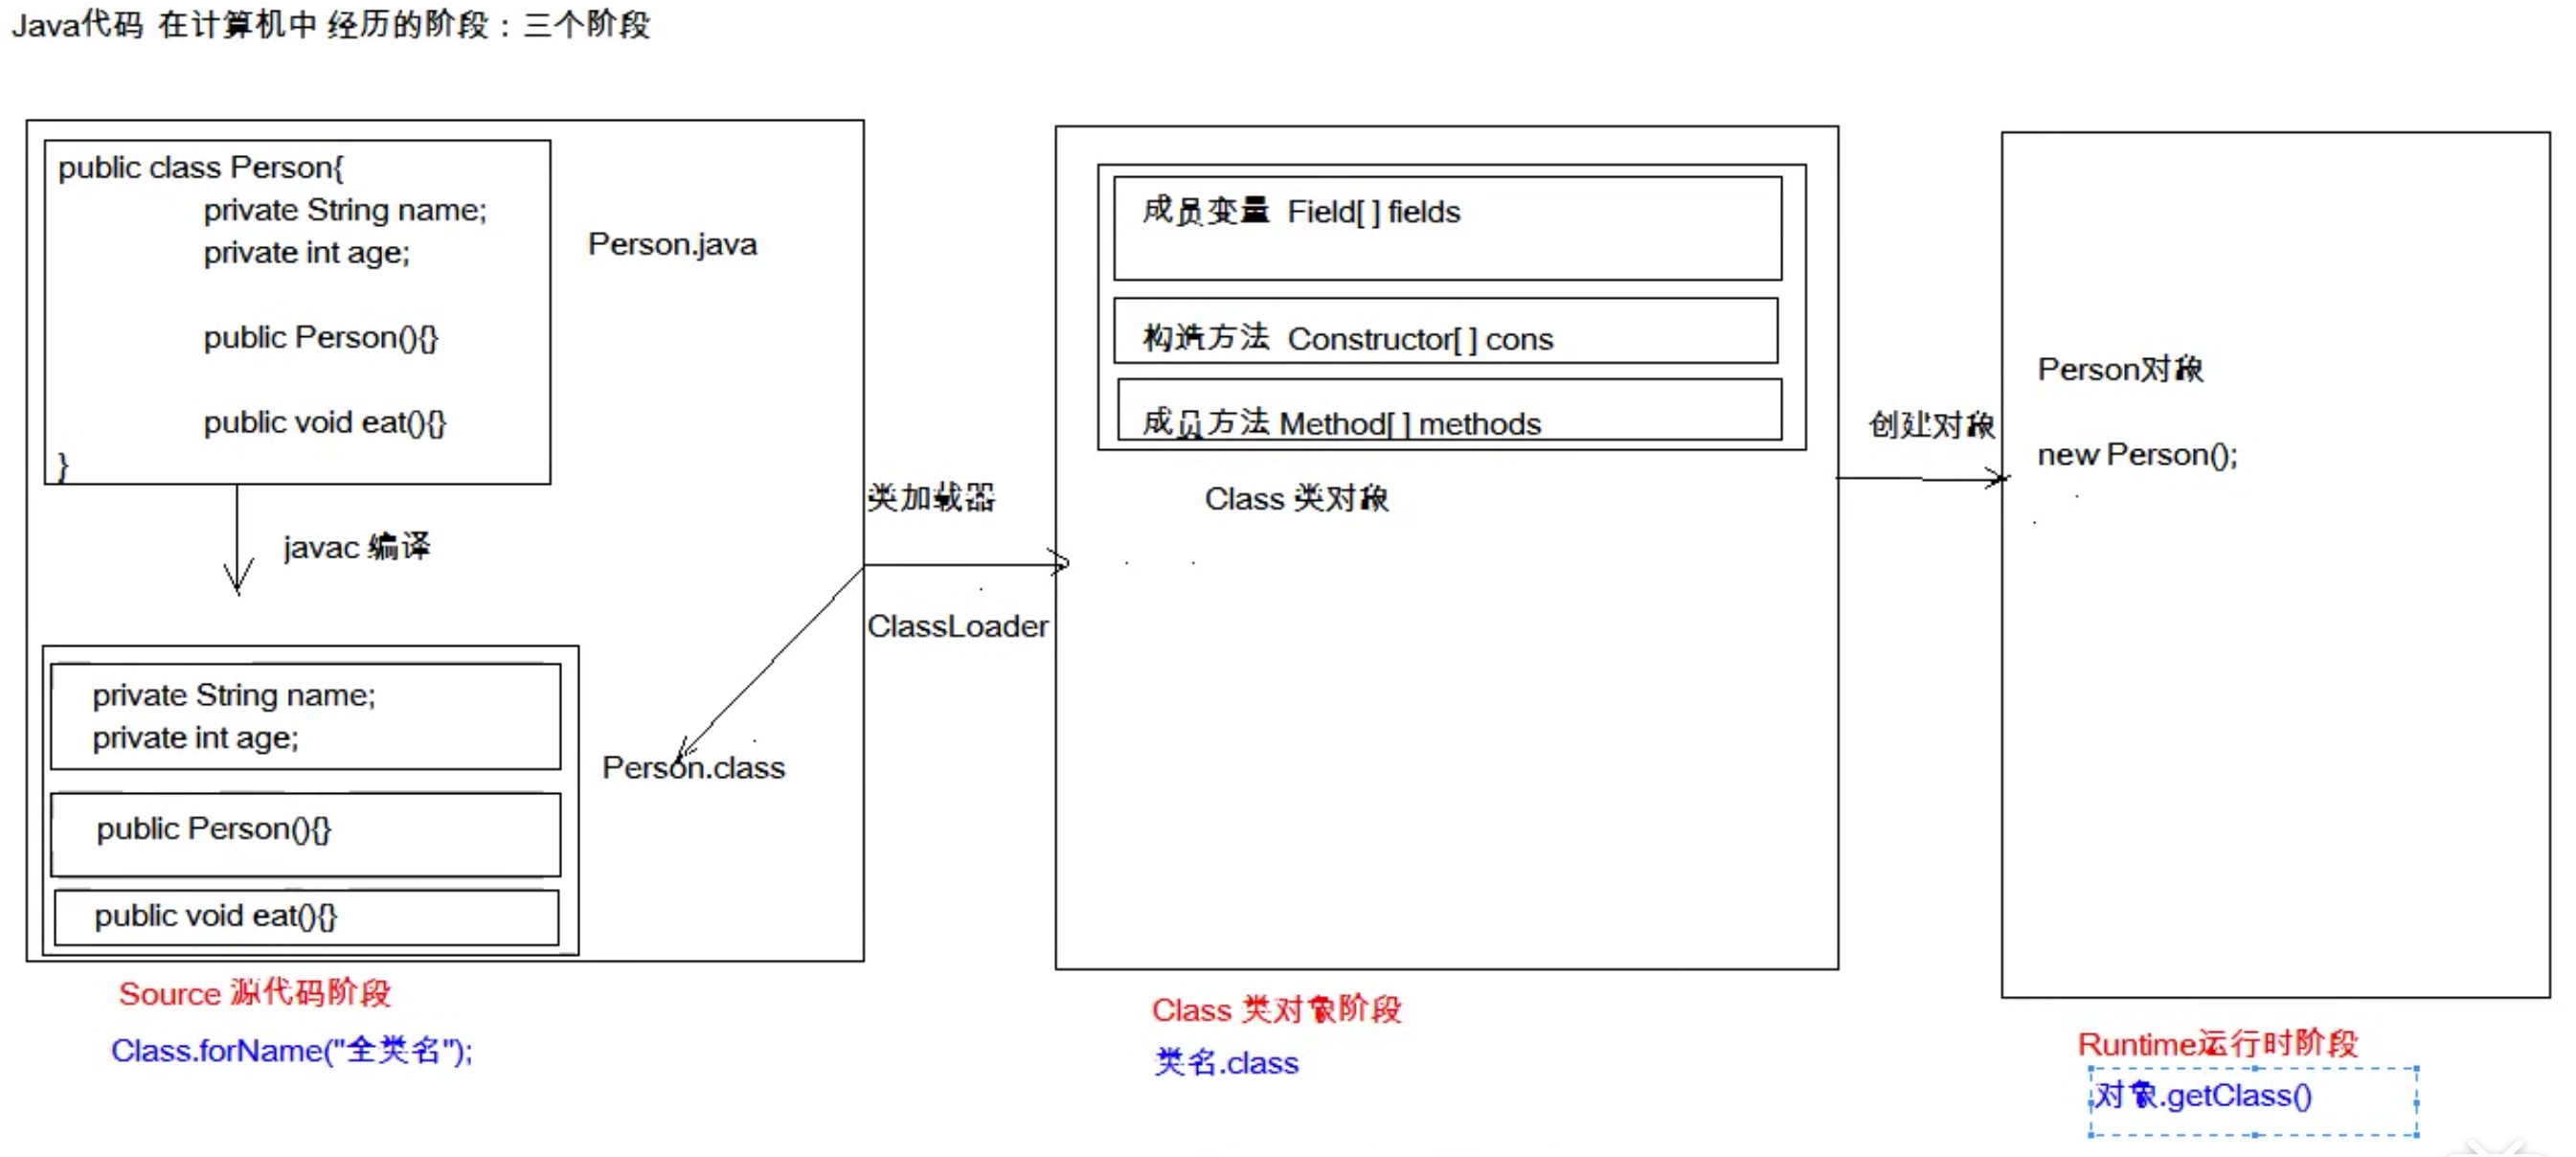 Java代码 在计算机中 经历的阶段：三个阶段
public class Person{
private String name;
private int age;
public Person(){}
public void eat(){}
}
Person.java
javac 编译
private String name;
private int age;
public Person(){}
public void eat(){}
Person.class
Source 源代码阶段
Class.forName("全类名");
类加载器
ClassLoader
成员变量 Field[ ] fields
构造方法 Constructor[ ] cons
成员方法 Method[ ] methods
Class 类对象
Class 类对象阶段
类名.class
创建对象
Person对象
new Person();
Runtime运行时阶段
对象.getClass()